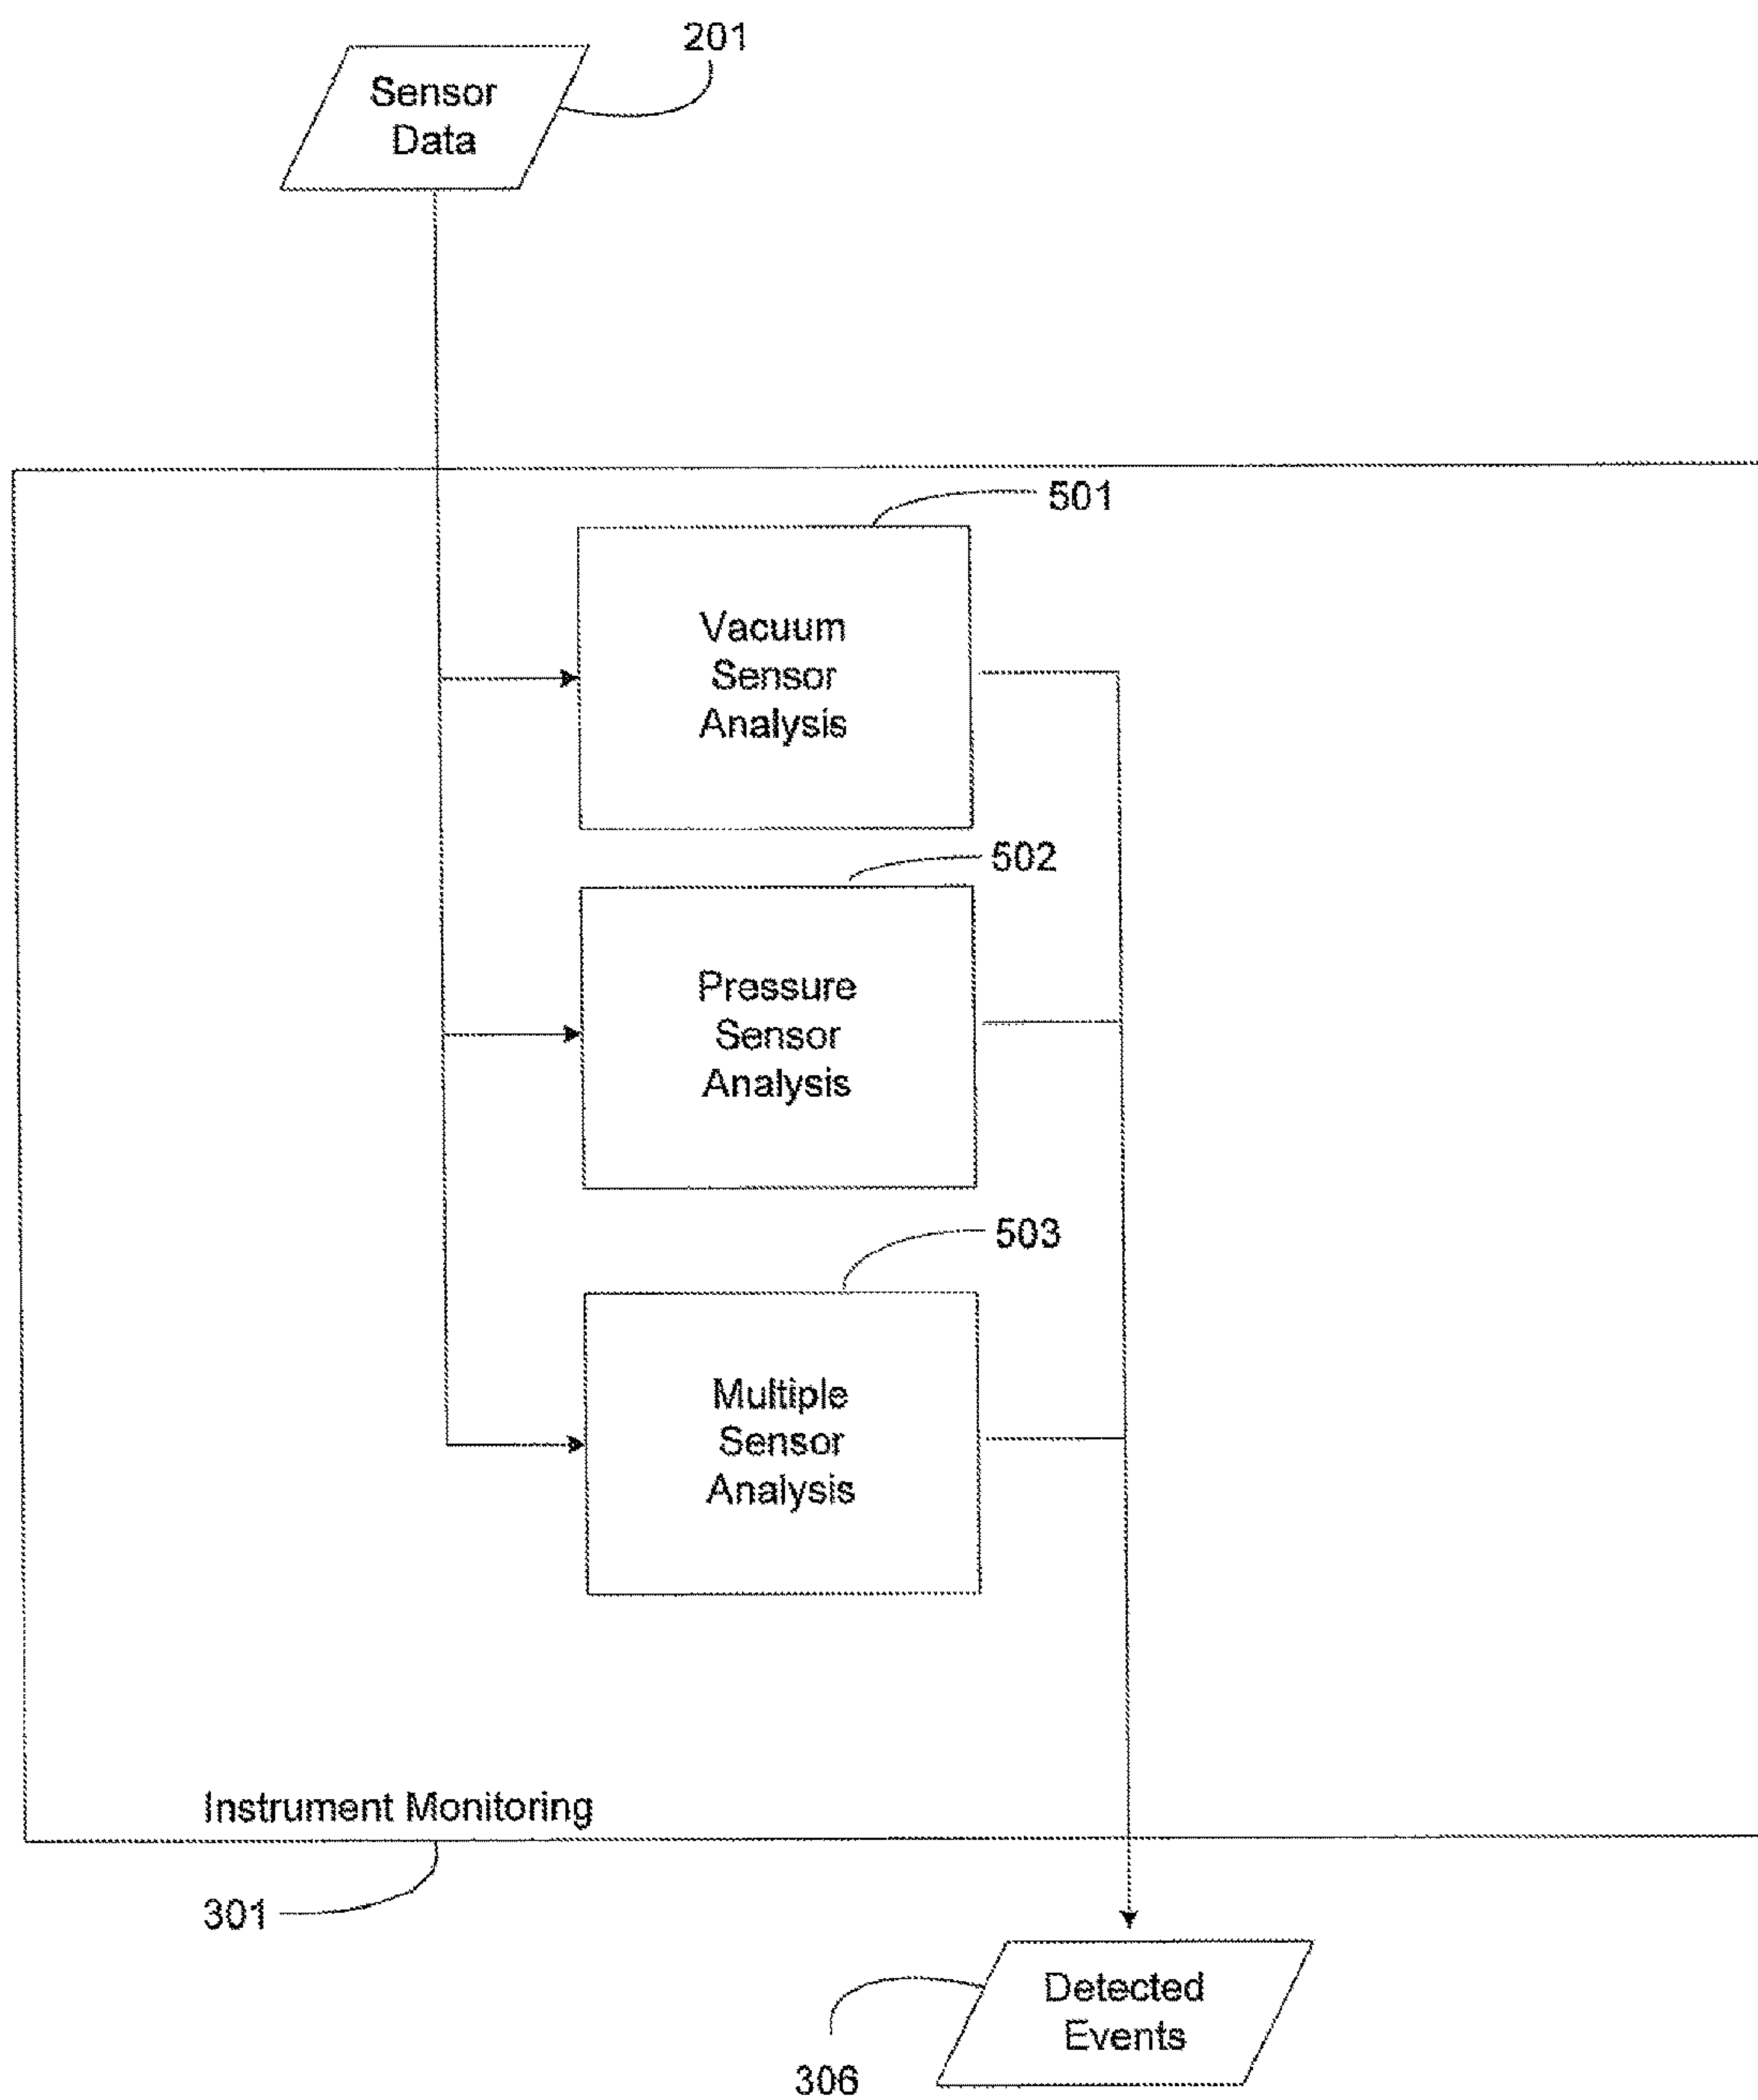 201
Sensor
Data
501
Vacuum
Sensor
Analysis
502
Pressure
Sensor
Analysis
503
Multiple
Sensor
Analysis
Instrument Monitoring
301
Detected
Events
306